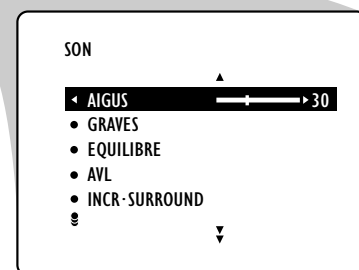 SON
AIGUS 30
GRAVES
EQUILIBRE
AVL
INCR·SURROUND